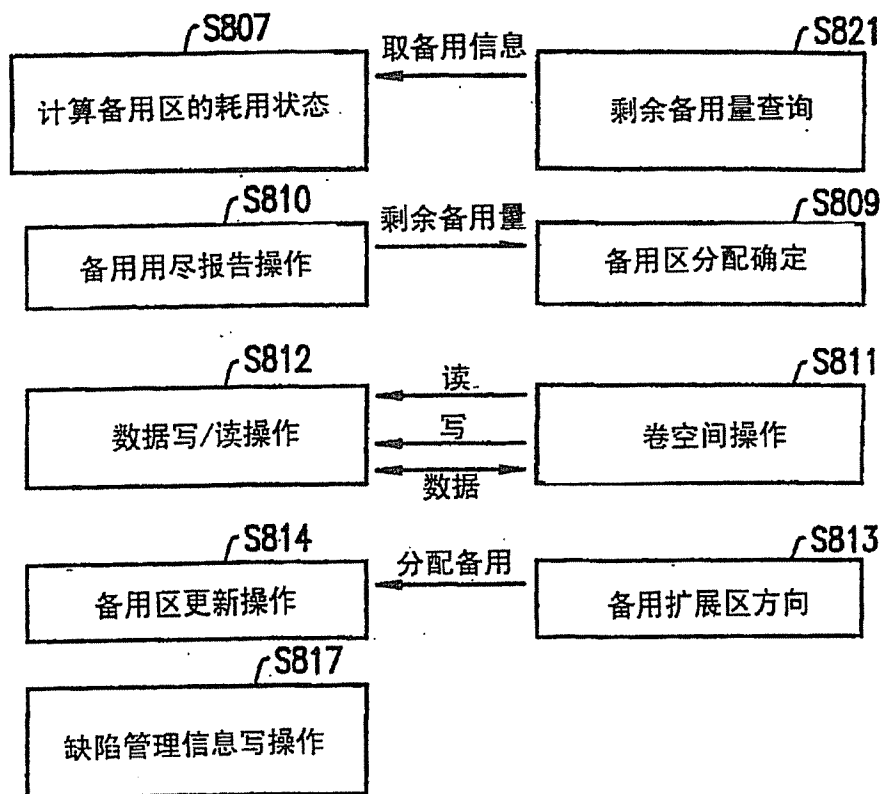 S807
计算备用区的耗用状态
取备用信息
S821
剩余备用量查询
S810
备用用尽报告操作
剩余备用量
S809
备用区分配确定
S812
数据写/读操作
读
写
数据
S811
卷空间操作
S814
备用区更新操作
分配备用
S813
备用扩展区方向
S817
缺陷管理信息写操作